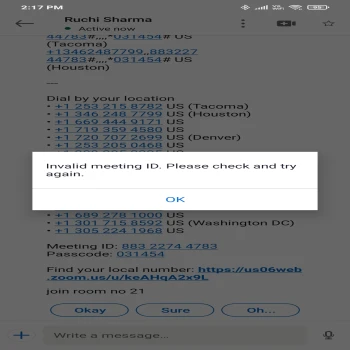 2:17 PM
Ruchi Sharma
Active now
44783#,,,,*031454# US
(Tacoma)
+13462487799,,883227
44783#,,,,*031454# US
(Houston)
---
Dial by your location
• +1 253 215 8782 US (Tacoma)
• +1 346 248 7799 US (Houston)
• +1 669 444 9171 US
• +1 719 359 4580 US
• +1 720 707 2699 US (Denver)
• +1 253 205 0468 US
Invalid meeting ID. Please check and try
again.
OK
• +1 689 278 1000 US
• +1 301 715 8592 US (Washington DC)
• +1 305 224 1968 US
Meeting ID: 883 2274 4783
Passcode: 031454
Find your local number: https://us06web
.zoom.us/u/keAHqA2x9L
join room no 21
Okay
Sure
Oh...
Write a message...